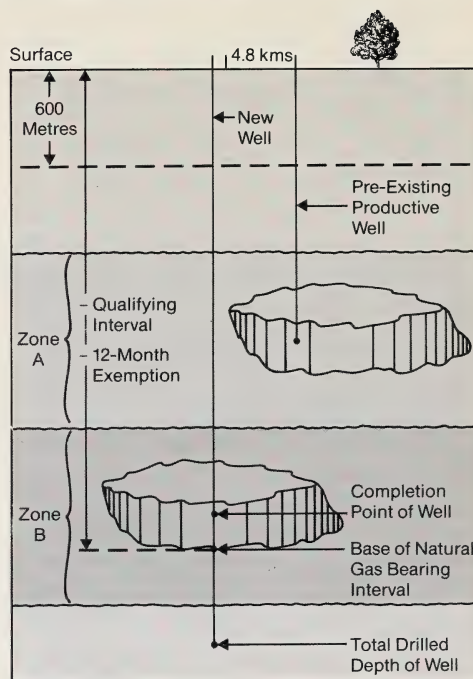 Surface
4.8 kms
600
Metres
New
Well
Pre-Existing
Productive
Well
Qualifying
Interval
12-Month
Exemption
Zone
A
Zone
B
Completion
Point of Well
Base of Natural
Gas Bearing
Interval
Total Drilled
Depth of Well